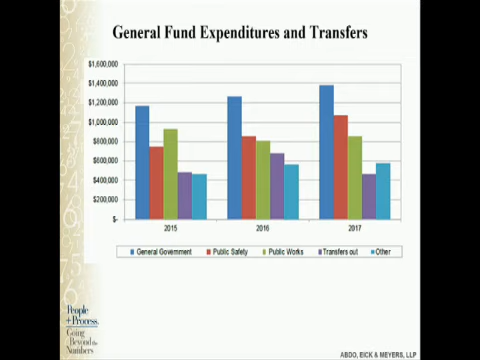 General Fund Expenditures and Transfers
$1,600,000
$1,400,000
$1,200,000
$1,000,000
$800,000
$600,000
$400,000
$200,000
$-
2015 2016 2017
General Government Public Safety Public Works Transfers out Other
People
+Process.
Going
Beyond the
Numbers
ABDO, EICK & MEYERS, LLP